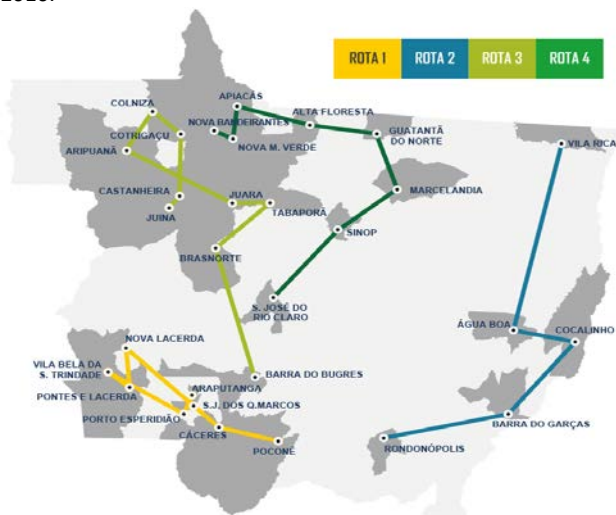 2018.
ROTA 1 ROTA 2 ROTA 3 ROTA 4
APIACÁS
COLNIZA
ALTA FLORESTA
NOVA BANDEIRANTES
COTRIGAÇU
GUATANTÃ
DO NORTE
VILA RICA
NOVA M. VERDE
ARIPUANÃ
MARCELANDIA
CASTANHEIRA
JUARA
JUINA
TABAPORÃ
SINOP
BRASNORTE
S. JOSÉ DO
RIO CLARO
ÁGUA BOA
COCALINHO
NOVA LACERDA
VILA BELA DA
S. TRINDADE
BARRA DO BUGRES
ARAPUTANGA
PONTES E LACERDA
S.J. DOS Q.MARCOS
PORTO ESPERIDIÃO
BARRA DO GARÇAS
CÁCERES
POCONÉ
RONDONÓPOLIS